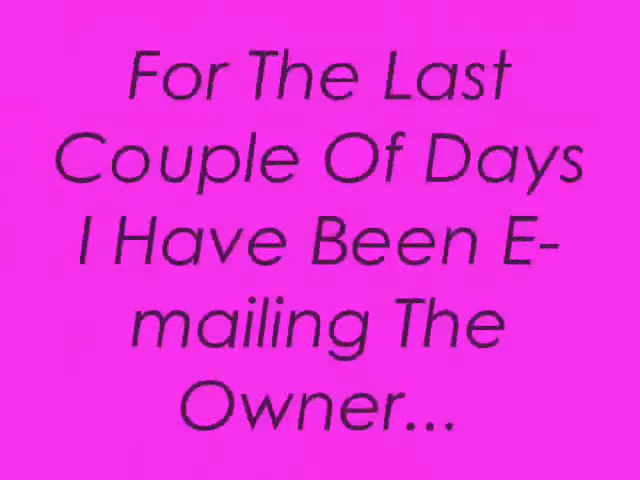 For The Last
Couple Of Days
I Have Been E-
mailing The
Owner...